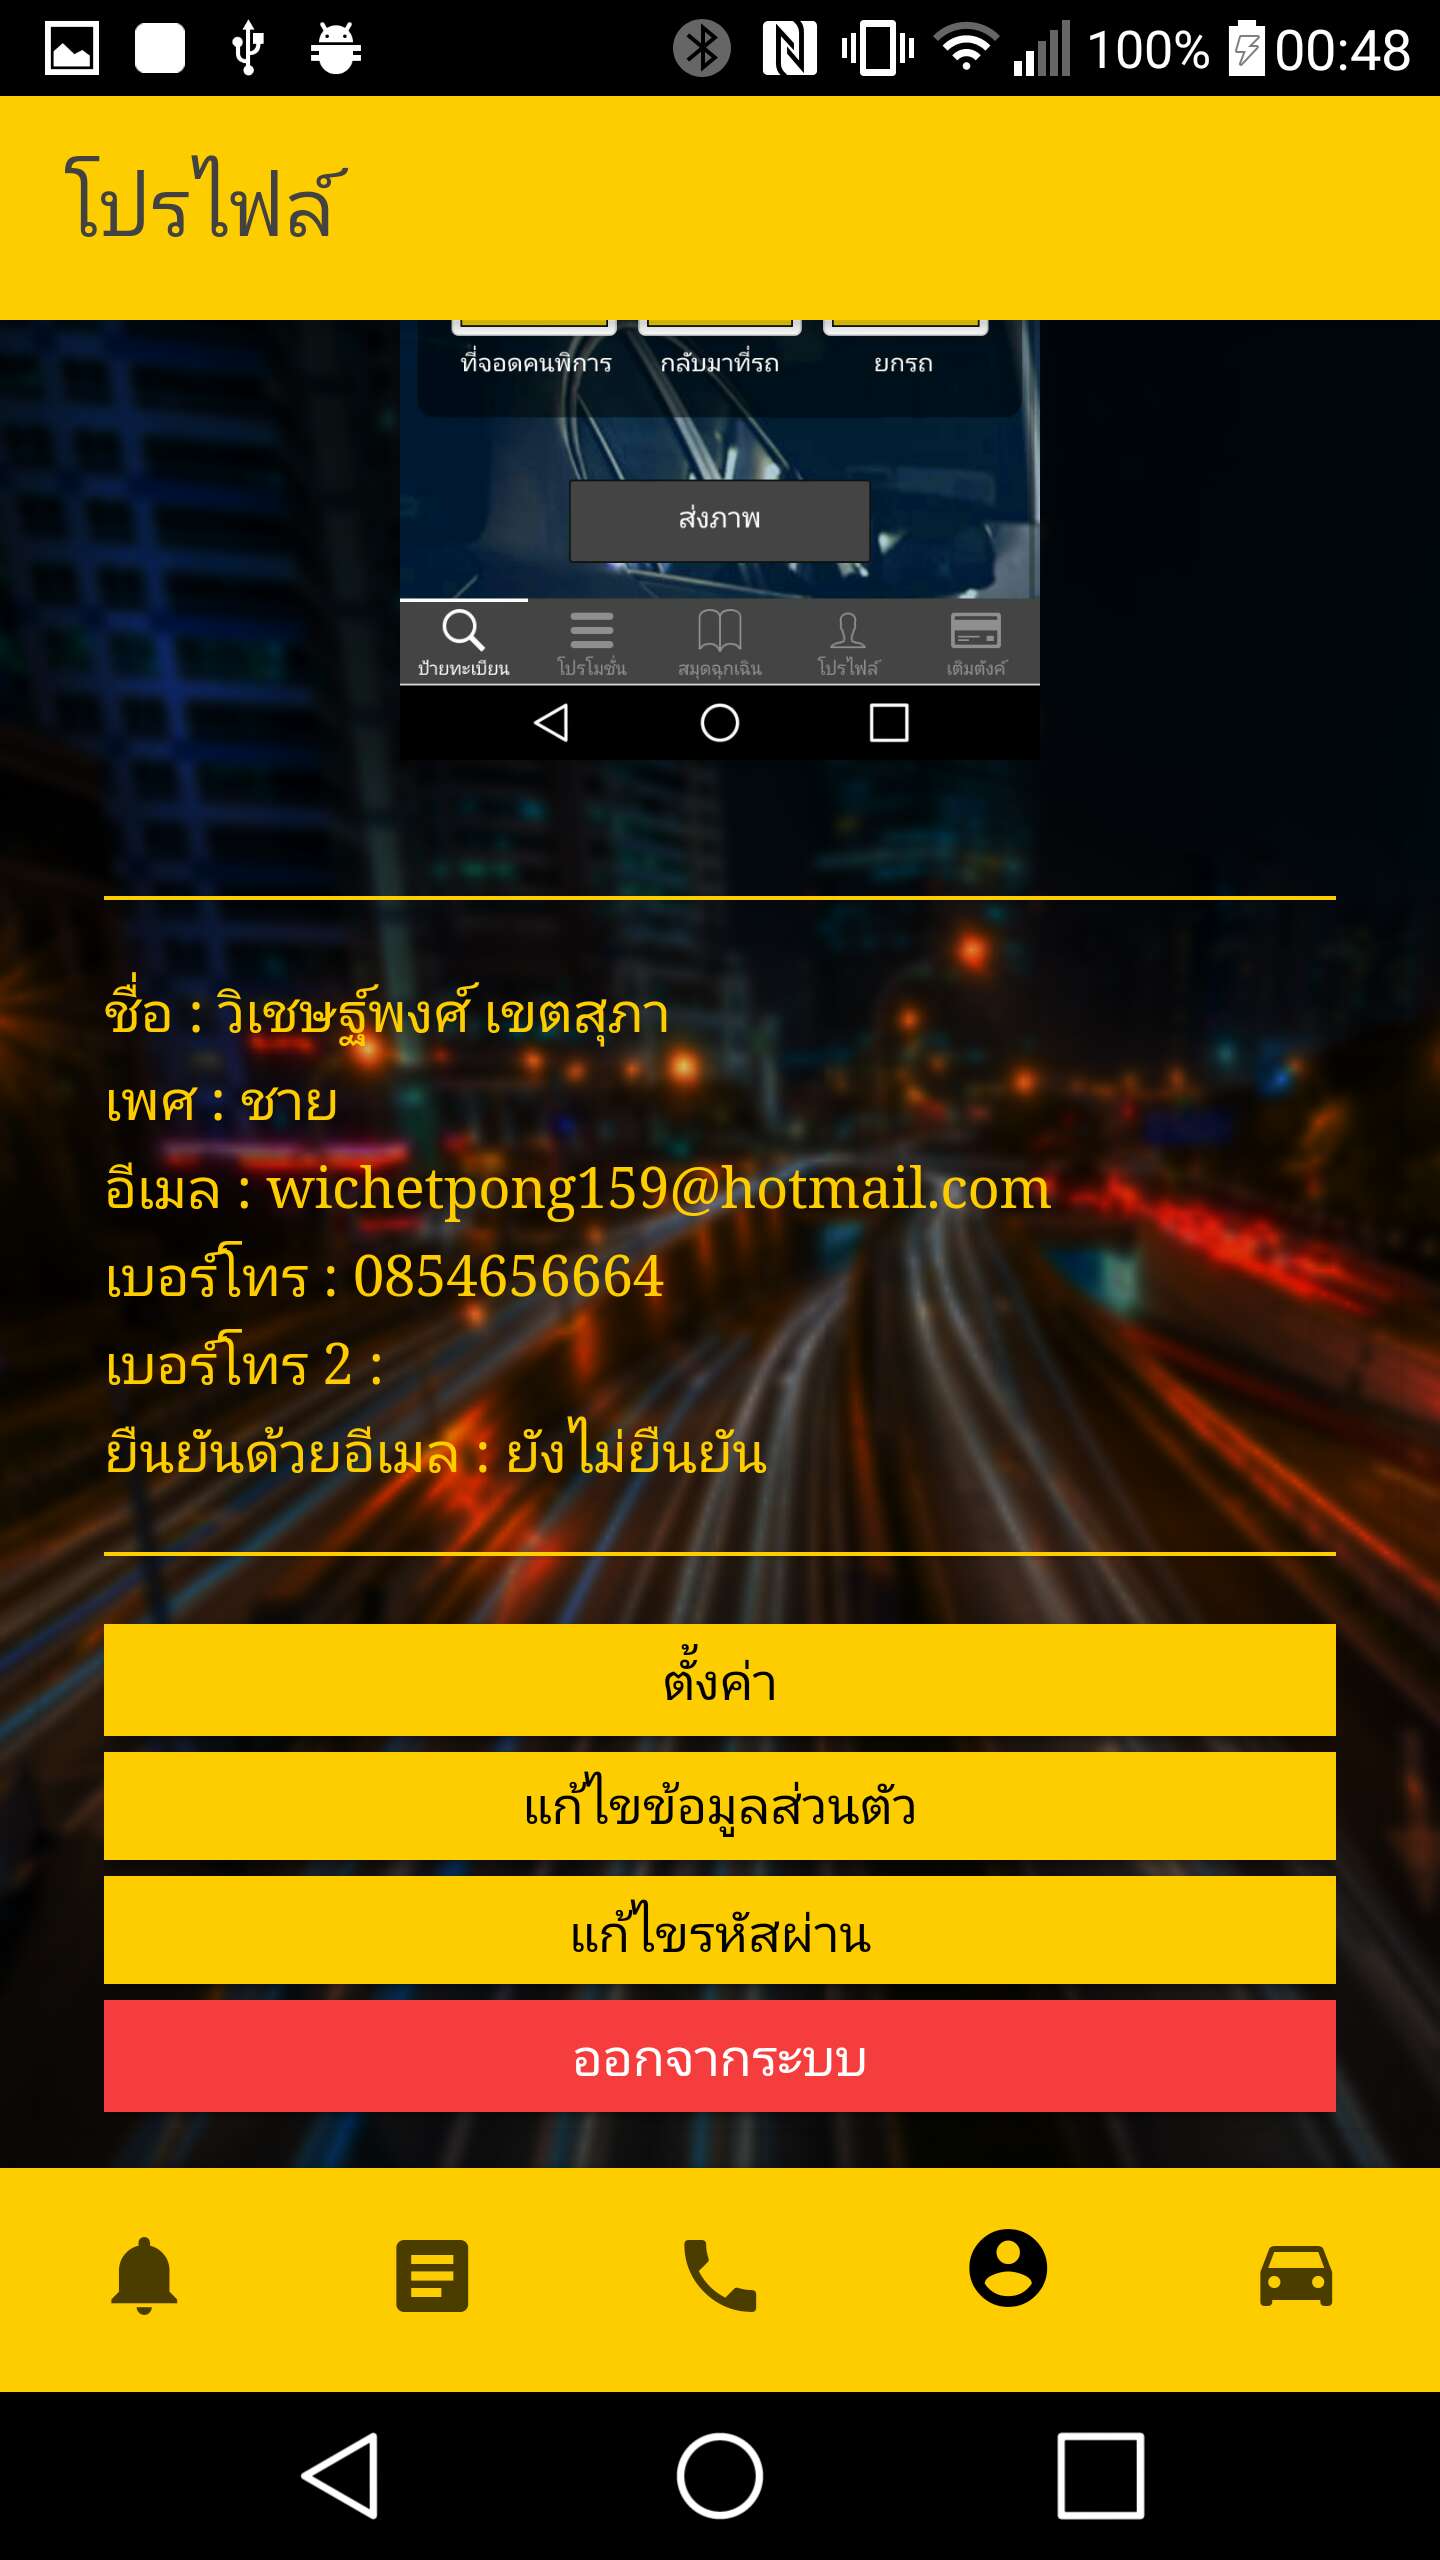 100% 00:48
โปรไฟล์
ที่จอดคนพิการ กลับมาที่รถ ยกรถ
ส่งภาพ
ป้ายทะเบียน โปรโมชั่น สมุดฉุกเฉิน โปรไฟล์ เติมตังค์
ชื่อ : วิเชษฐ์พงศ์ เขตสุภา
เพศ : ชาย
อีเมล : wichetpong159@hotmail.com
เบอร์โทร : 0854656664
เบอร์โทร 2 :
ยืนยันด้วยอีเมล : ยังไม่ยืนยัน
ตั้งค่า
แก้ไขข้อมูลส่วนตัว
แก้ไขรหัสผ่าน
ออกจากระบบ